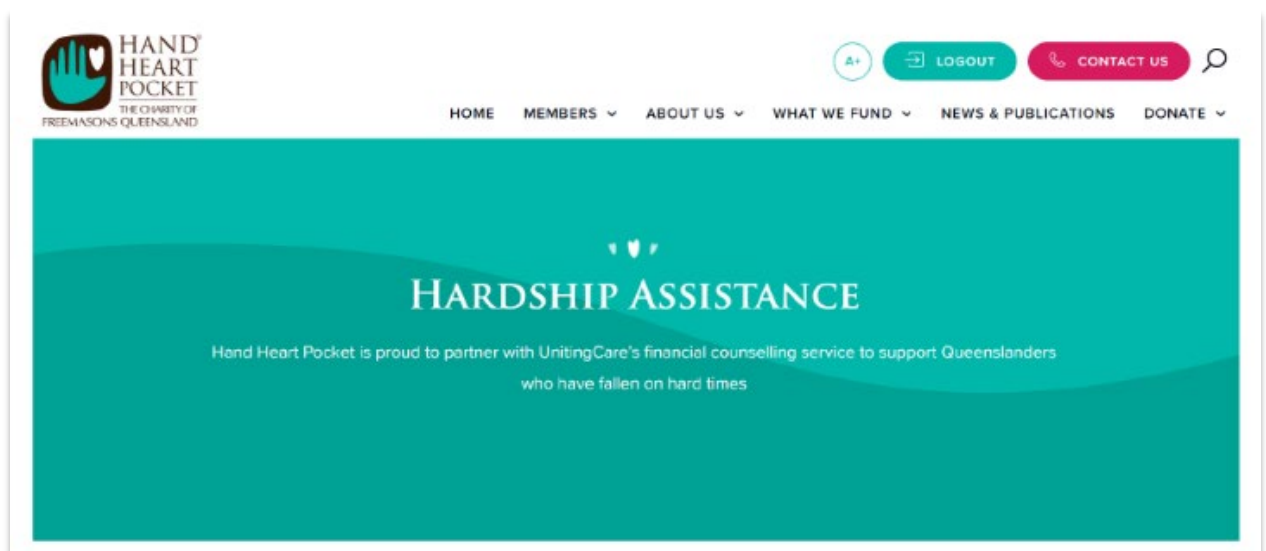 HAND®
HEART
POCKET
THE CHARITY OF
FREEMASONS QUEENSLAND
A+
LOGOUT
CONTACT US
HOME MEMBERS ABOUT US WHAT WE FUND NEWS & PUBLICATIONS DONATE
HARDSHIP ASSISTANCE
Hand Heart Pocket is proud to partner with UnitingCare's financial counselling service to support Queenslanders
who have fallen on hard times